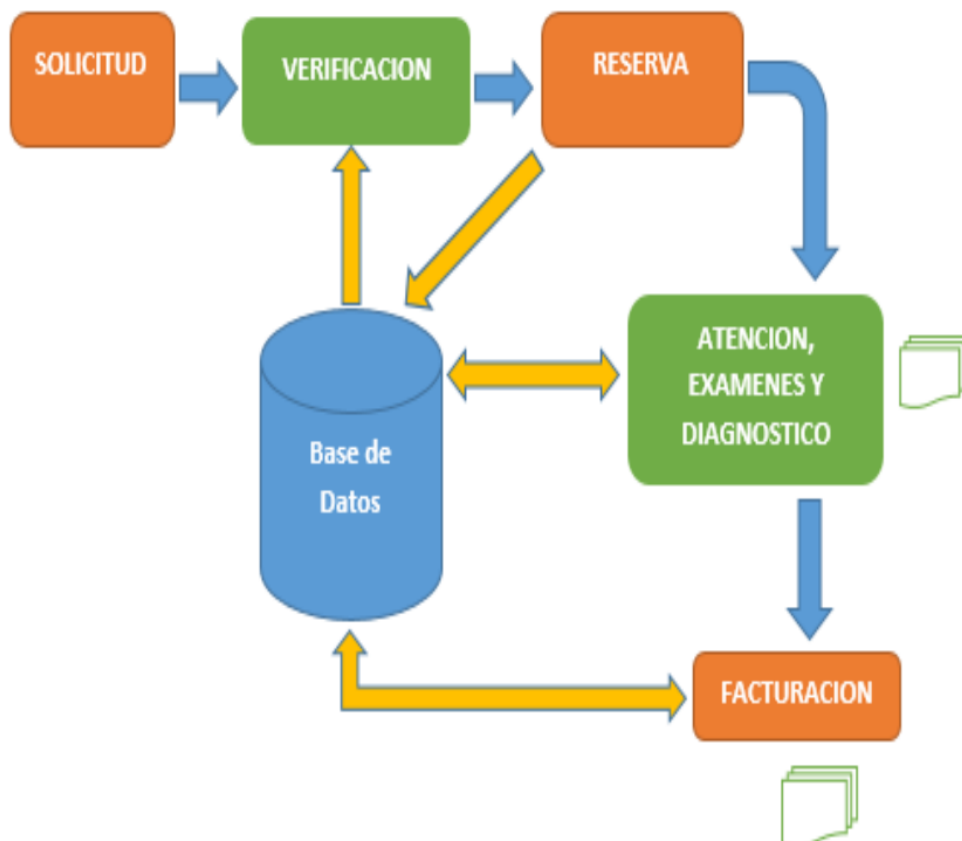 SOLICITUD
VERIFICACION
RESERVA
ATENCION,
EXAMENES Y
DIAGNOSTICO
Base de
Datos
FACTURACION